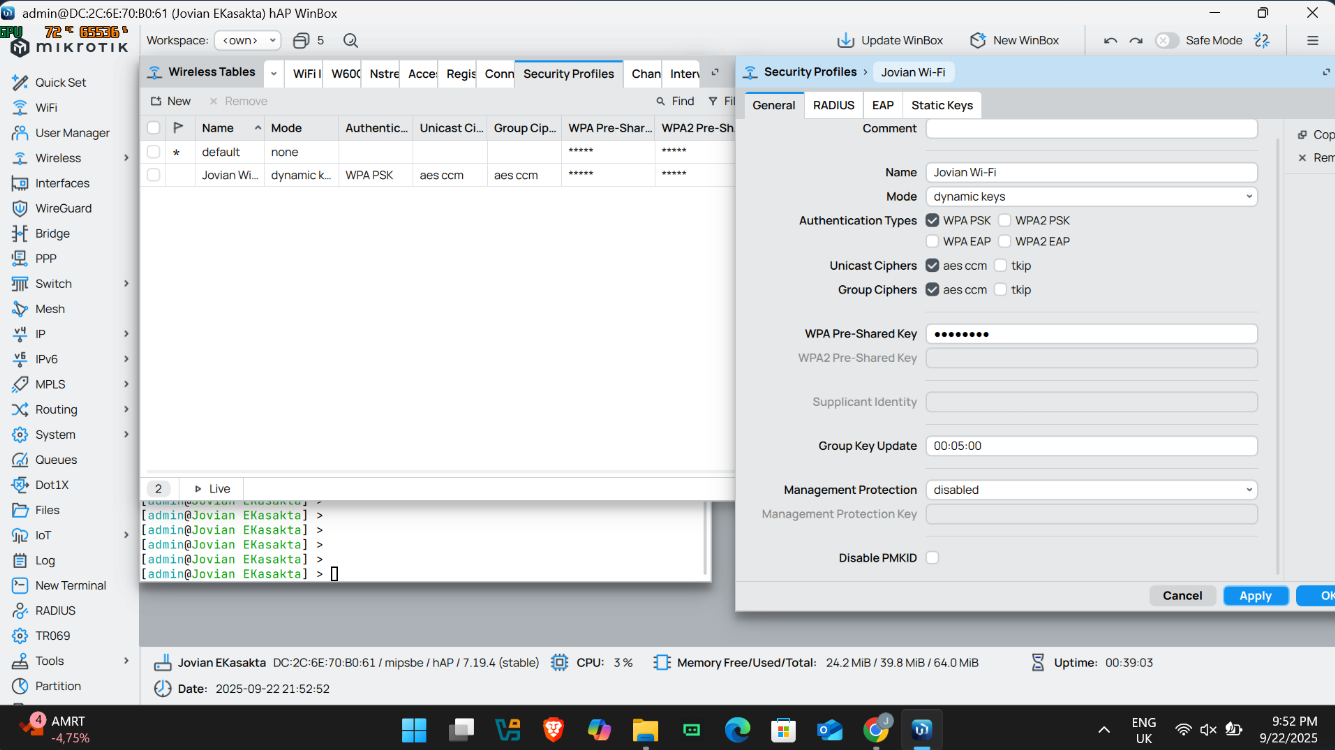 admin@DC:2C:6E:70:B0:61 (Jovian EKasakta) hAP WinBox
GPU 72 °C 65536 %
mikrotik
Workspace: <own> 5 Update WinBox New WinBox Safe Mode
Quick Set
WiFi
User Manager
Wireless
Interfaces
WireGuard
Bridge
PPP
Switch
Mesh
IP
IPv6
MPLS
Routing
System
Queues
Dot1X
Files
IoT
Log
New Terminal
RADIUS
TR069
Tools
Partition
Wireless Tables WiFi I W60G Nstre Acces Regis Conn Security Profiles Chan Interv
New Remove Find Fil
Name Mode Authentic... Unicast Ci... Group Cip... WPA Pre-Shar... WPA2 Pre-Sh
* default none ***** *****
Jovian Wi... dynamic k... WPA PSK aes ccm aes ccm ***** *****
2 Live
[admin@Jovian EKasakta] >
[admin@Jovian EKasakta] >
[admin@Jovian EKasakta] >
[admin@Jovian EKasakta] >
[admin@Jovian EKasakta] >
[admin@Jovian EKasakta] >
Security Profiles › Jovian Wi-Fi
General RADIUS EAP Static Keys
Comment
Name Jovian Wi-Fi
Mode dynamic keys
Authentication Types WPA PSK WPA2 PSK
WPA EAP WPA2 EAP
Unicast Ciphers aes ccm tkip
Group Ciphers aes ccm tkip
WPA Pre-Shared Key ●●●●●●●●
WPA2 Pre-Shared Key
Supplicant Identity
Group Key Update 00:05:00
Management Protection disabled
Management Protection Key
Disable PMKID
Cop
Rem
Cancel Apply OK
Jovian EKasakta DC:2C:6E:70:B0:61 / mipsbe / hAP / 7.19.4 (stable) CPU: 3 % Memory Free/Used/Total: 24.2 MiB / 39.8 MiB / 64.0 MiB Uptime: 00:39:03
Date: 2025-09-22 21:52:52
4 AMRT
-4,75%
J
ENG
UK
9:52 PM
9/22/2025